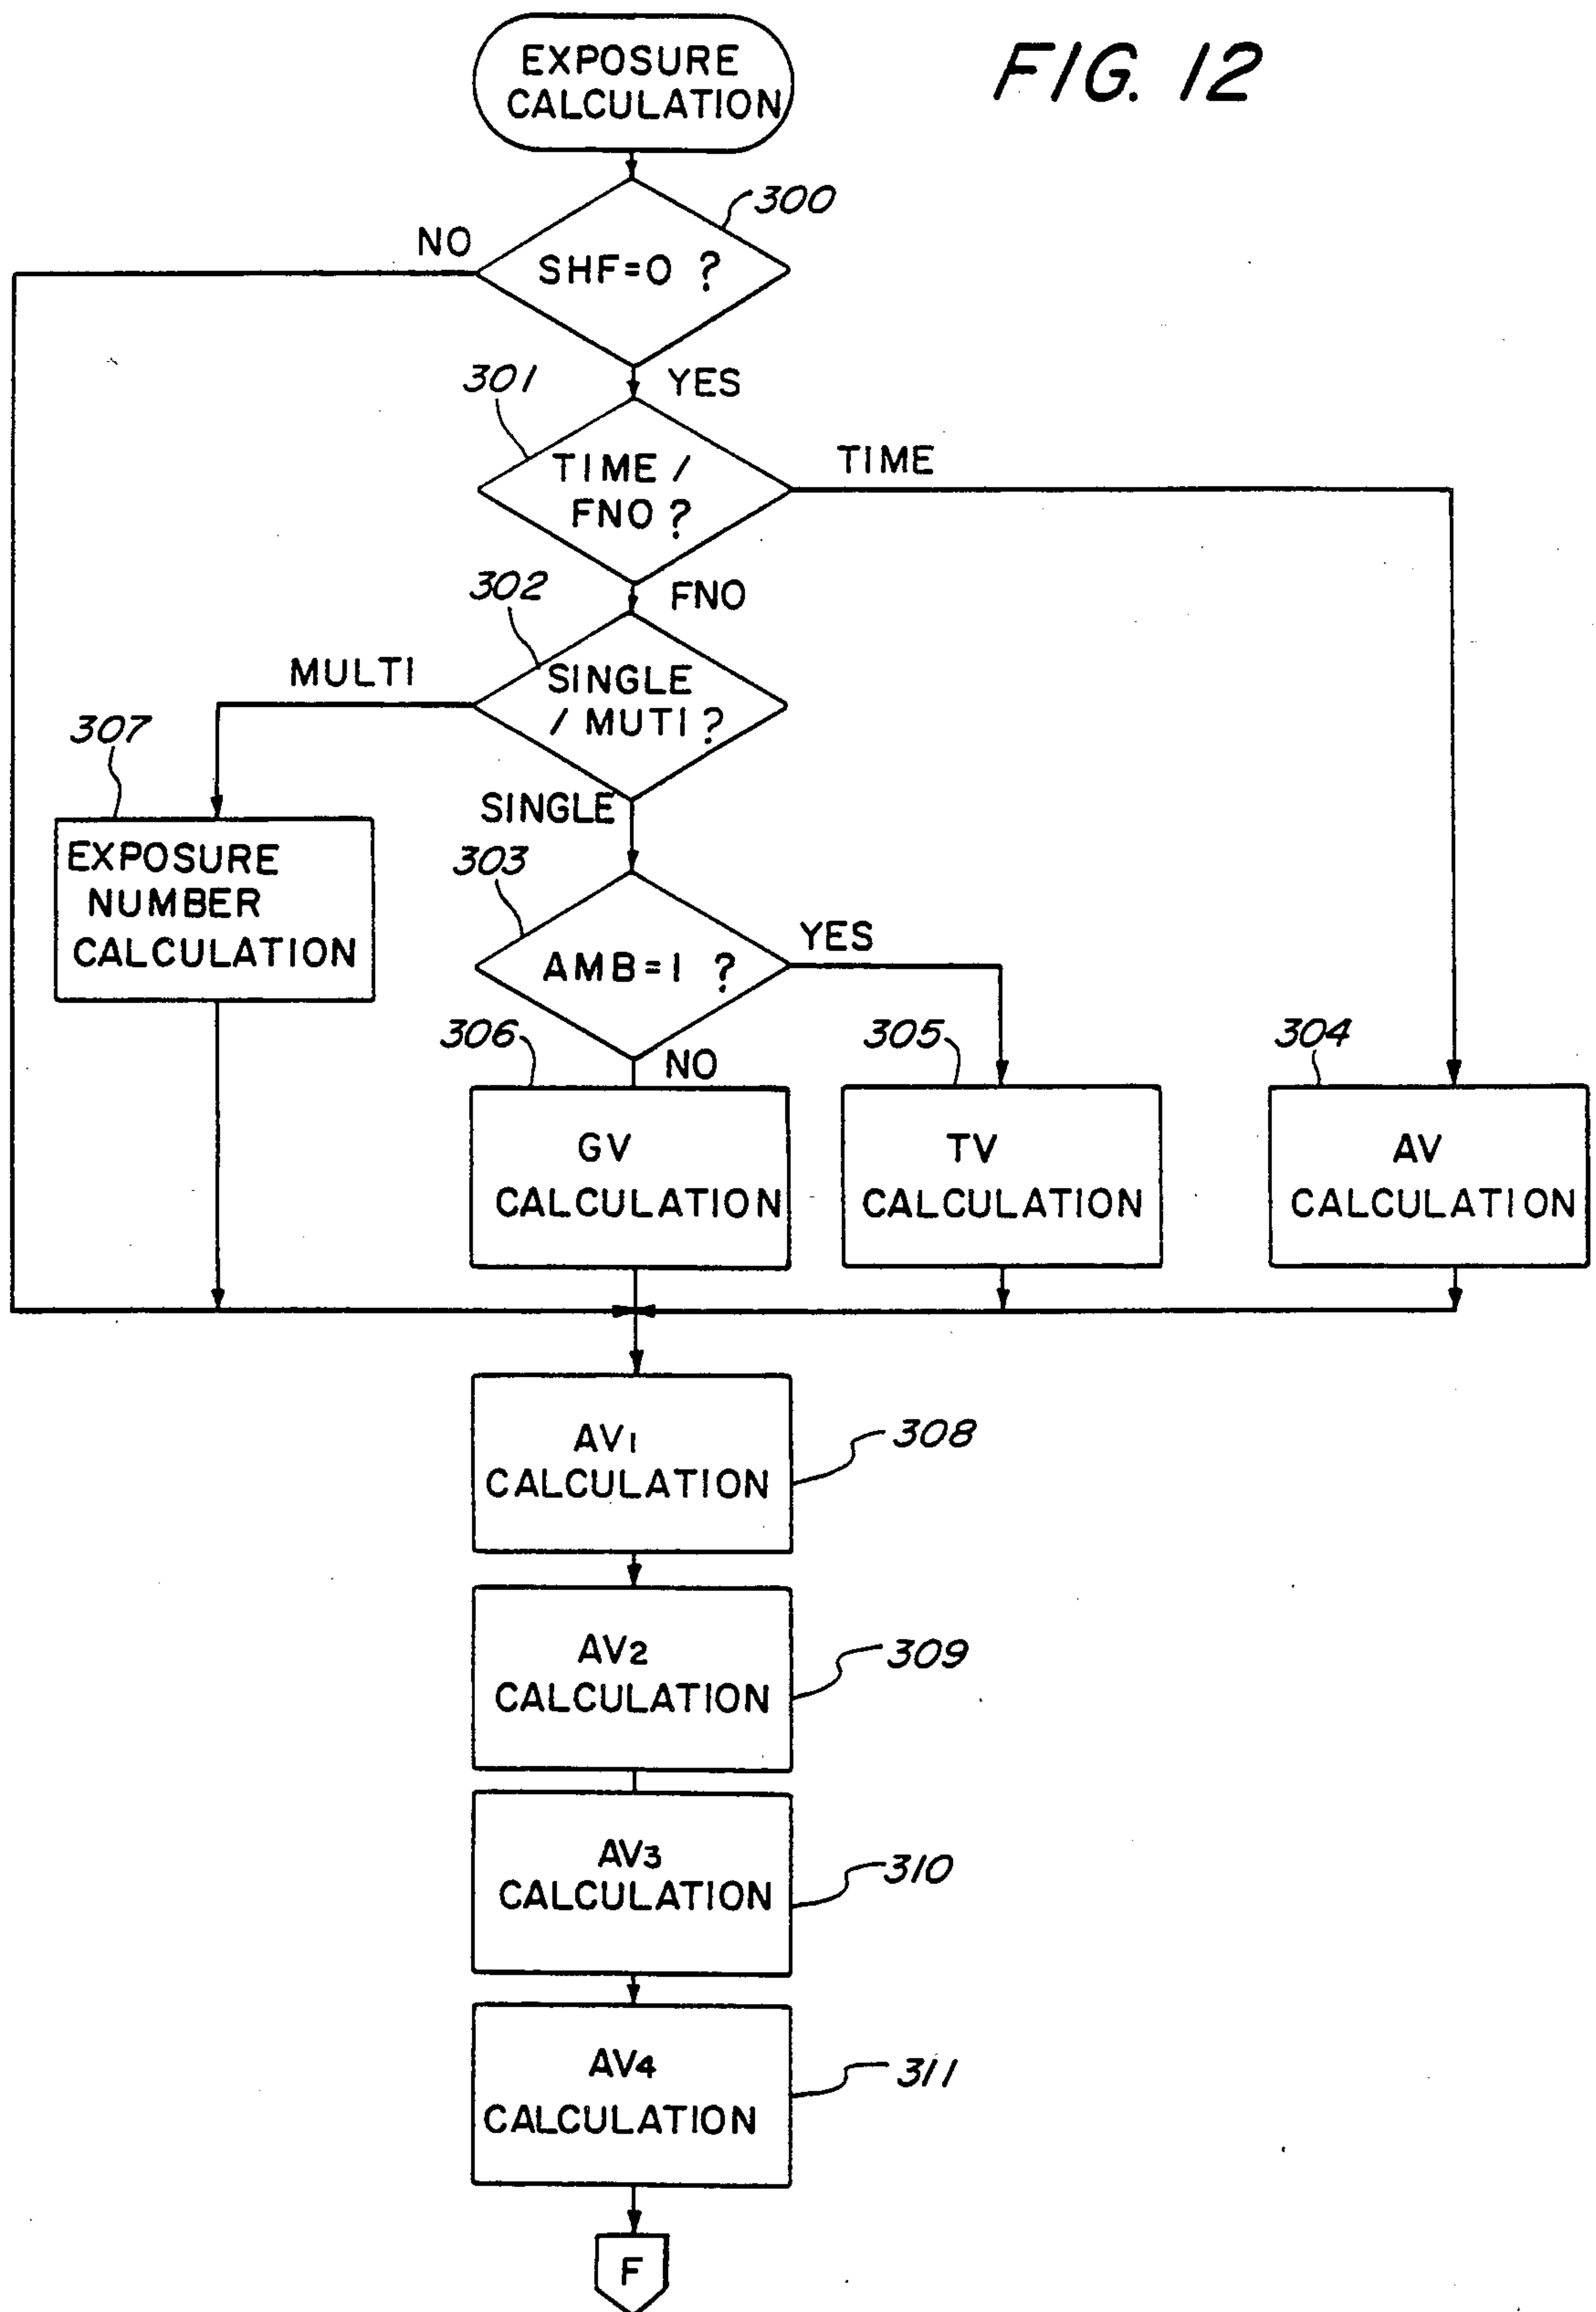 EXPOSURE
CALCULATION
FIG. 12
300
NO
SHF=0 ?
YES
301
TIME /
FNO ?
TIME
302
FNO
MULTI
SINGLE
/ MUTI ?
307
SINGLE
EXPOSURE
NUMBER
CALCULATION
303
AMB=1 ?
YES
306
NO
305
304
GV
CALCULATION
TV
CALCULATION
AV
CALCULATION
AV1
CALCULATION
308
AV2
CALCULATION
309
AV3
CALCULATION
310
AV4
CALCULATION
311
F